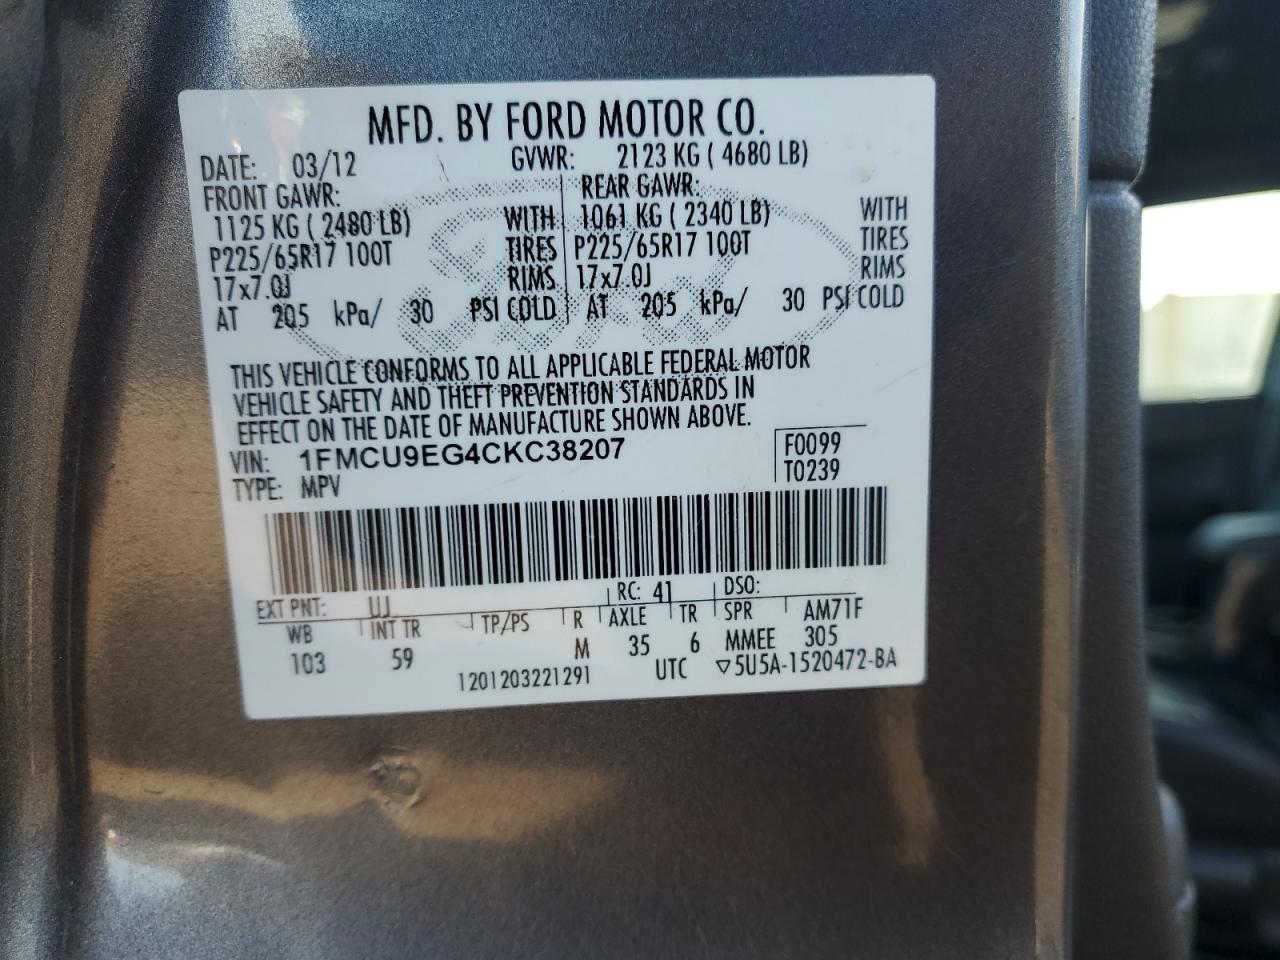 MFD. BY FORD MOTOR CO.
DATE: 03/12 GVWR: 2123 KG ( 4680 LB)
FRONT GAWR: REAR GAWR:
1125 KG ( 2480 LB) WITH 1061 KG ( 2340 LB) WITH
P225/65R17 100T TIRES P225/65R17 100T TIRES
17x7.0J RIMS 17x7.0J RIMS
AT 205 kPa/ 30 PSI COLD AT 205 kPa/ 30 PSI COLD
THIS VEHICLE CONFORMS TO ALL APPLICABLE FEDERAL MOTOR
VEHICLE SAFETY AND THEFT PREVENTION STANDARDS IN
EFFECT ON THE DATE OF MANUFACTURE SHOWN ABOVE.
VIN: 1FMCU9EG4CKC38207 F0099
TYPE: MPV T0239
EXT PNT: UJ RC: 41 DSO:
WB INT TR TP/PS R AXLE TR SPR AM71F
103 59 M 35 6 MMEE 305
1201203221291 UTC ▽5U5A-1520472-BA